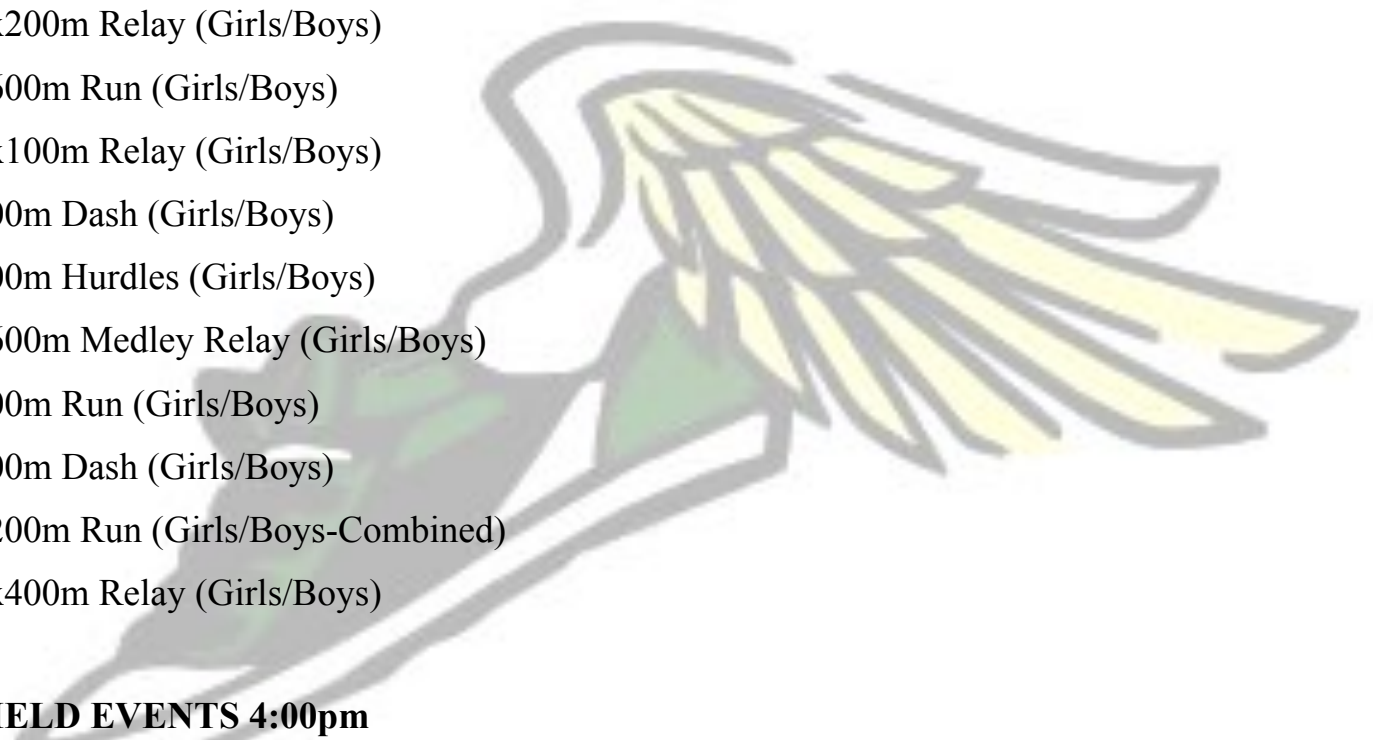 x200m Relay (Girls/Boys)
600m Run (Girls/Boys)
x100m Relay (Girls/Boys)
00m Dash (Girls/Boys)
00m Hurdles (Girls/Boys)
600m Medley Relay (Girls/Boys)
00m Run (Girls/Boys)
00m Dash (Girls/Boys)
200m Run (Girls/Boys-Combined)
x400m Relay (Girls/Boys)
IELD EVENTS 4:00pm